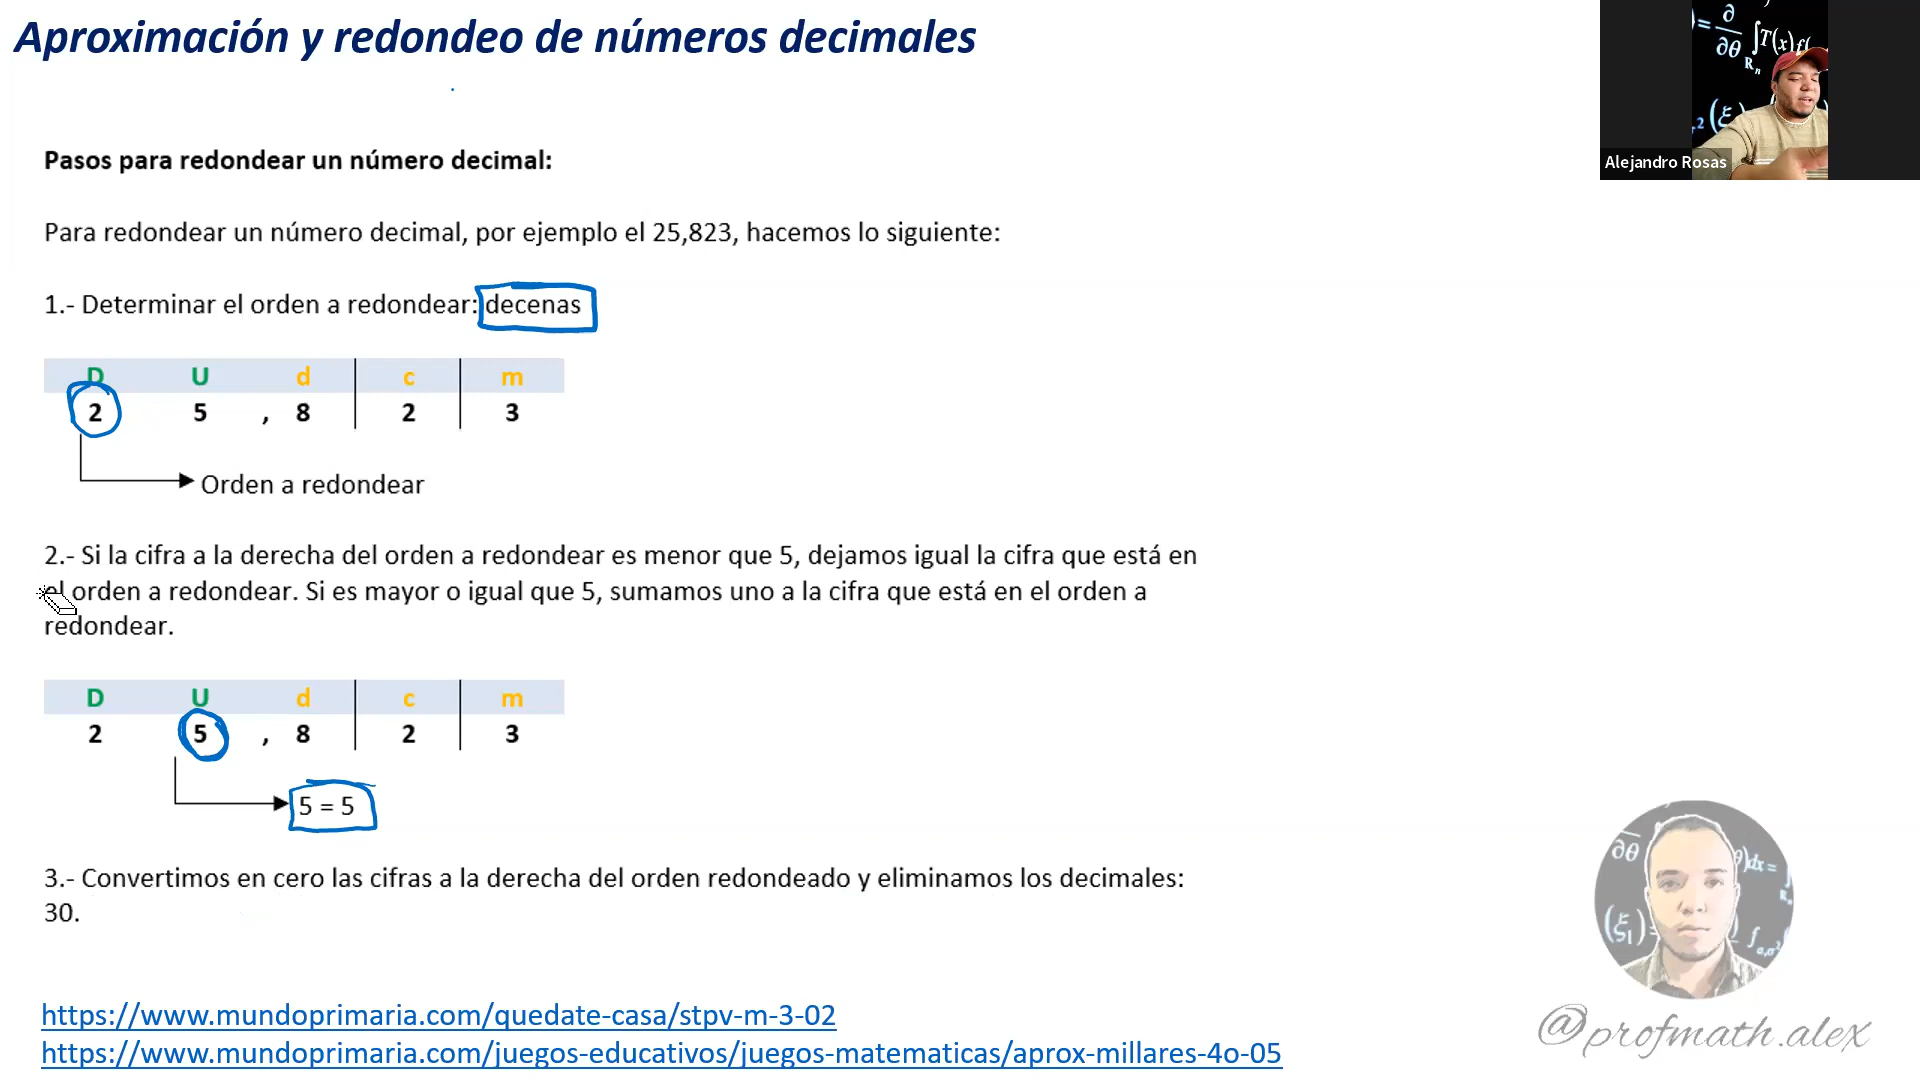 Aproximación y redondeo de números decimales
Alejandro Rosas
Pasos para redondear un número decimal:
Para redondear un número decimal, por ejemplo el 25,823, hacemos lo siguiente:
1.- Determinar el orden a redondear: decenas
D U d c m
2 5 , 8 2 3
Orden a redondear
2.- Si la cifra a la derecha del orden a redondear es menor que 5, dejamos igual la cifra que está en
el orden a redondear. Si es mayor o igual que 5, sumamos uno a la cifra que está en el orden a
redondear.
D U d c m
2 5 , 8 2 3
5 = 5
3.- Convertimos en cero las cifras a la derecha del orden redondeado y eliminamos los decimales:
30.
https://www.mundoprimaria.com/quedate-casa/stpv-m-3-02
https://www.mundoprimaria.com/juegos-educativos/juegos-matematicas/aprox-millares-4o-05
@profmath.alex